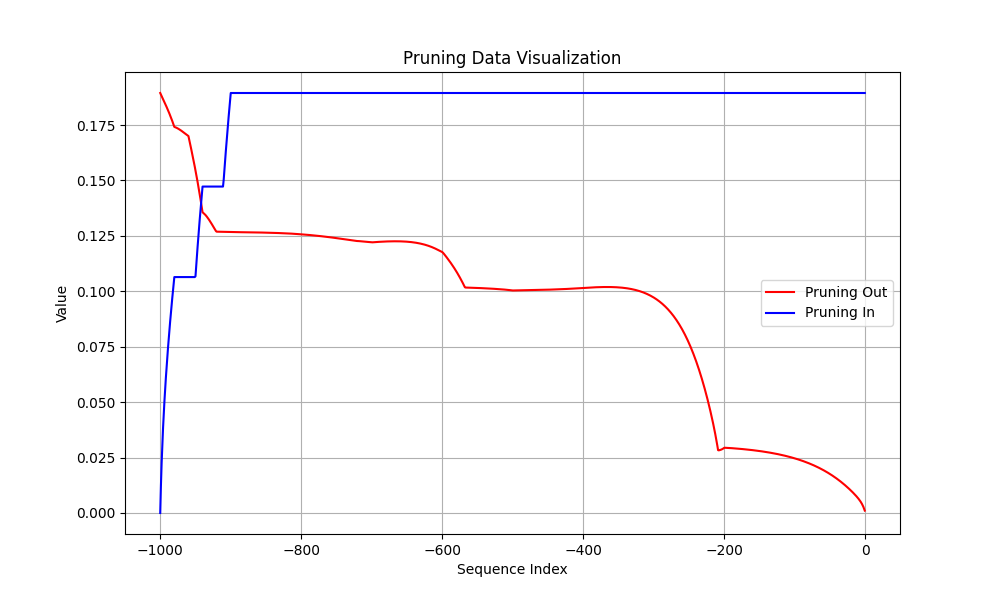 Pruning Data Visualization
Value
0.175
0.150
0.125
0.100
0.075
0.050
0.025
0.000
Pruning Out
Pruning In
−1000
−800
−600
−400
−200
0
Sequence Index